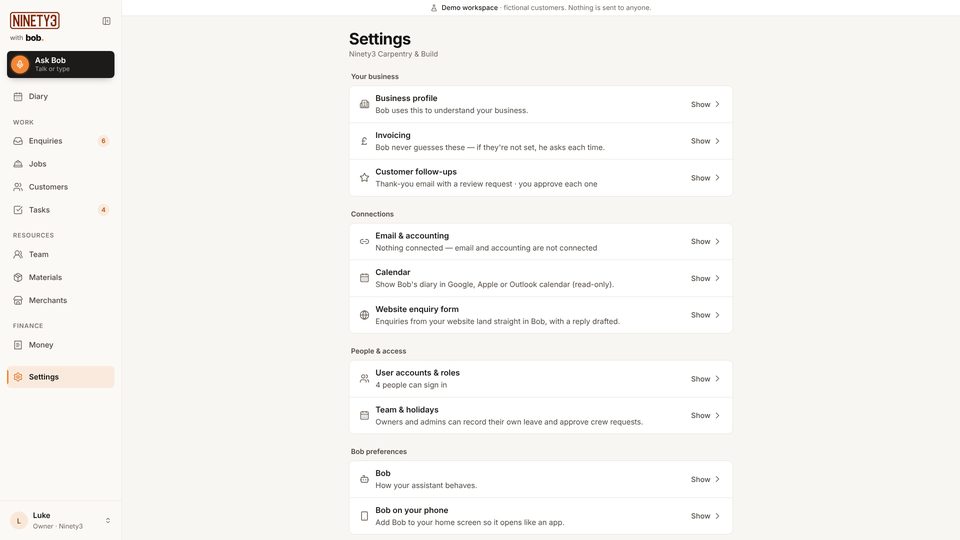 NINETY3
with bob.
Ask Bob
Talk or type
Diary
WORK
Enquiries 6
Jobs
Customers
Tasks 4
RESOURCES
Team
Materials
Merchants
FINANCE
Money
Settings
L
Luke
Owner · Ninety3
Demo workspace · fictional customers. Nothing is sent to anyone.
Settings
Ninety3 Carpentry & Build
Your business
Business profile
Bob uses this to understand your business.
Show
£
Invoicing
Bob never guesses these — if they're not set, he asks each time.
Show
Customer follow-ups
Thank-you email with a review request · you approve each one
Show
Connections
Email & accounting
Nothing connected — email and accounting are not connected
Show
Calendar
Show Bob's diary in Google, Apple or Outlook calendar (read-only).
Show
Website enquiry form
Enquiries from your website land straight in Bob, with a reply drafted.
Show
People & access
User accounts & roles
4 people can sign in
Show
Team & holidays
Owners and admins can record their own leave and approve crew requests.
Show
Bob preferences
Bob
How your assistant behaves.
Show
Bob on your phone
Add Bob to your home screen so it opens like an app.
Show